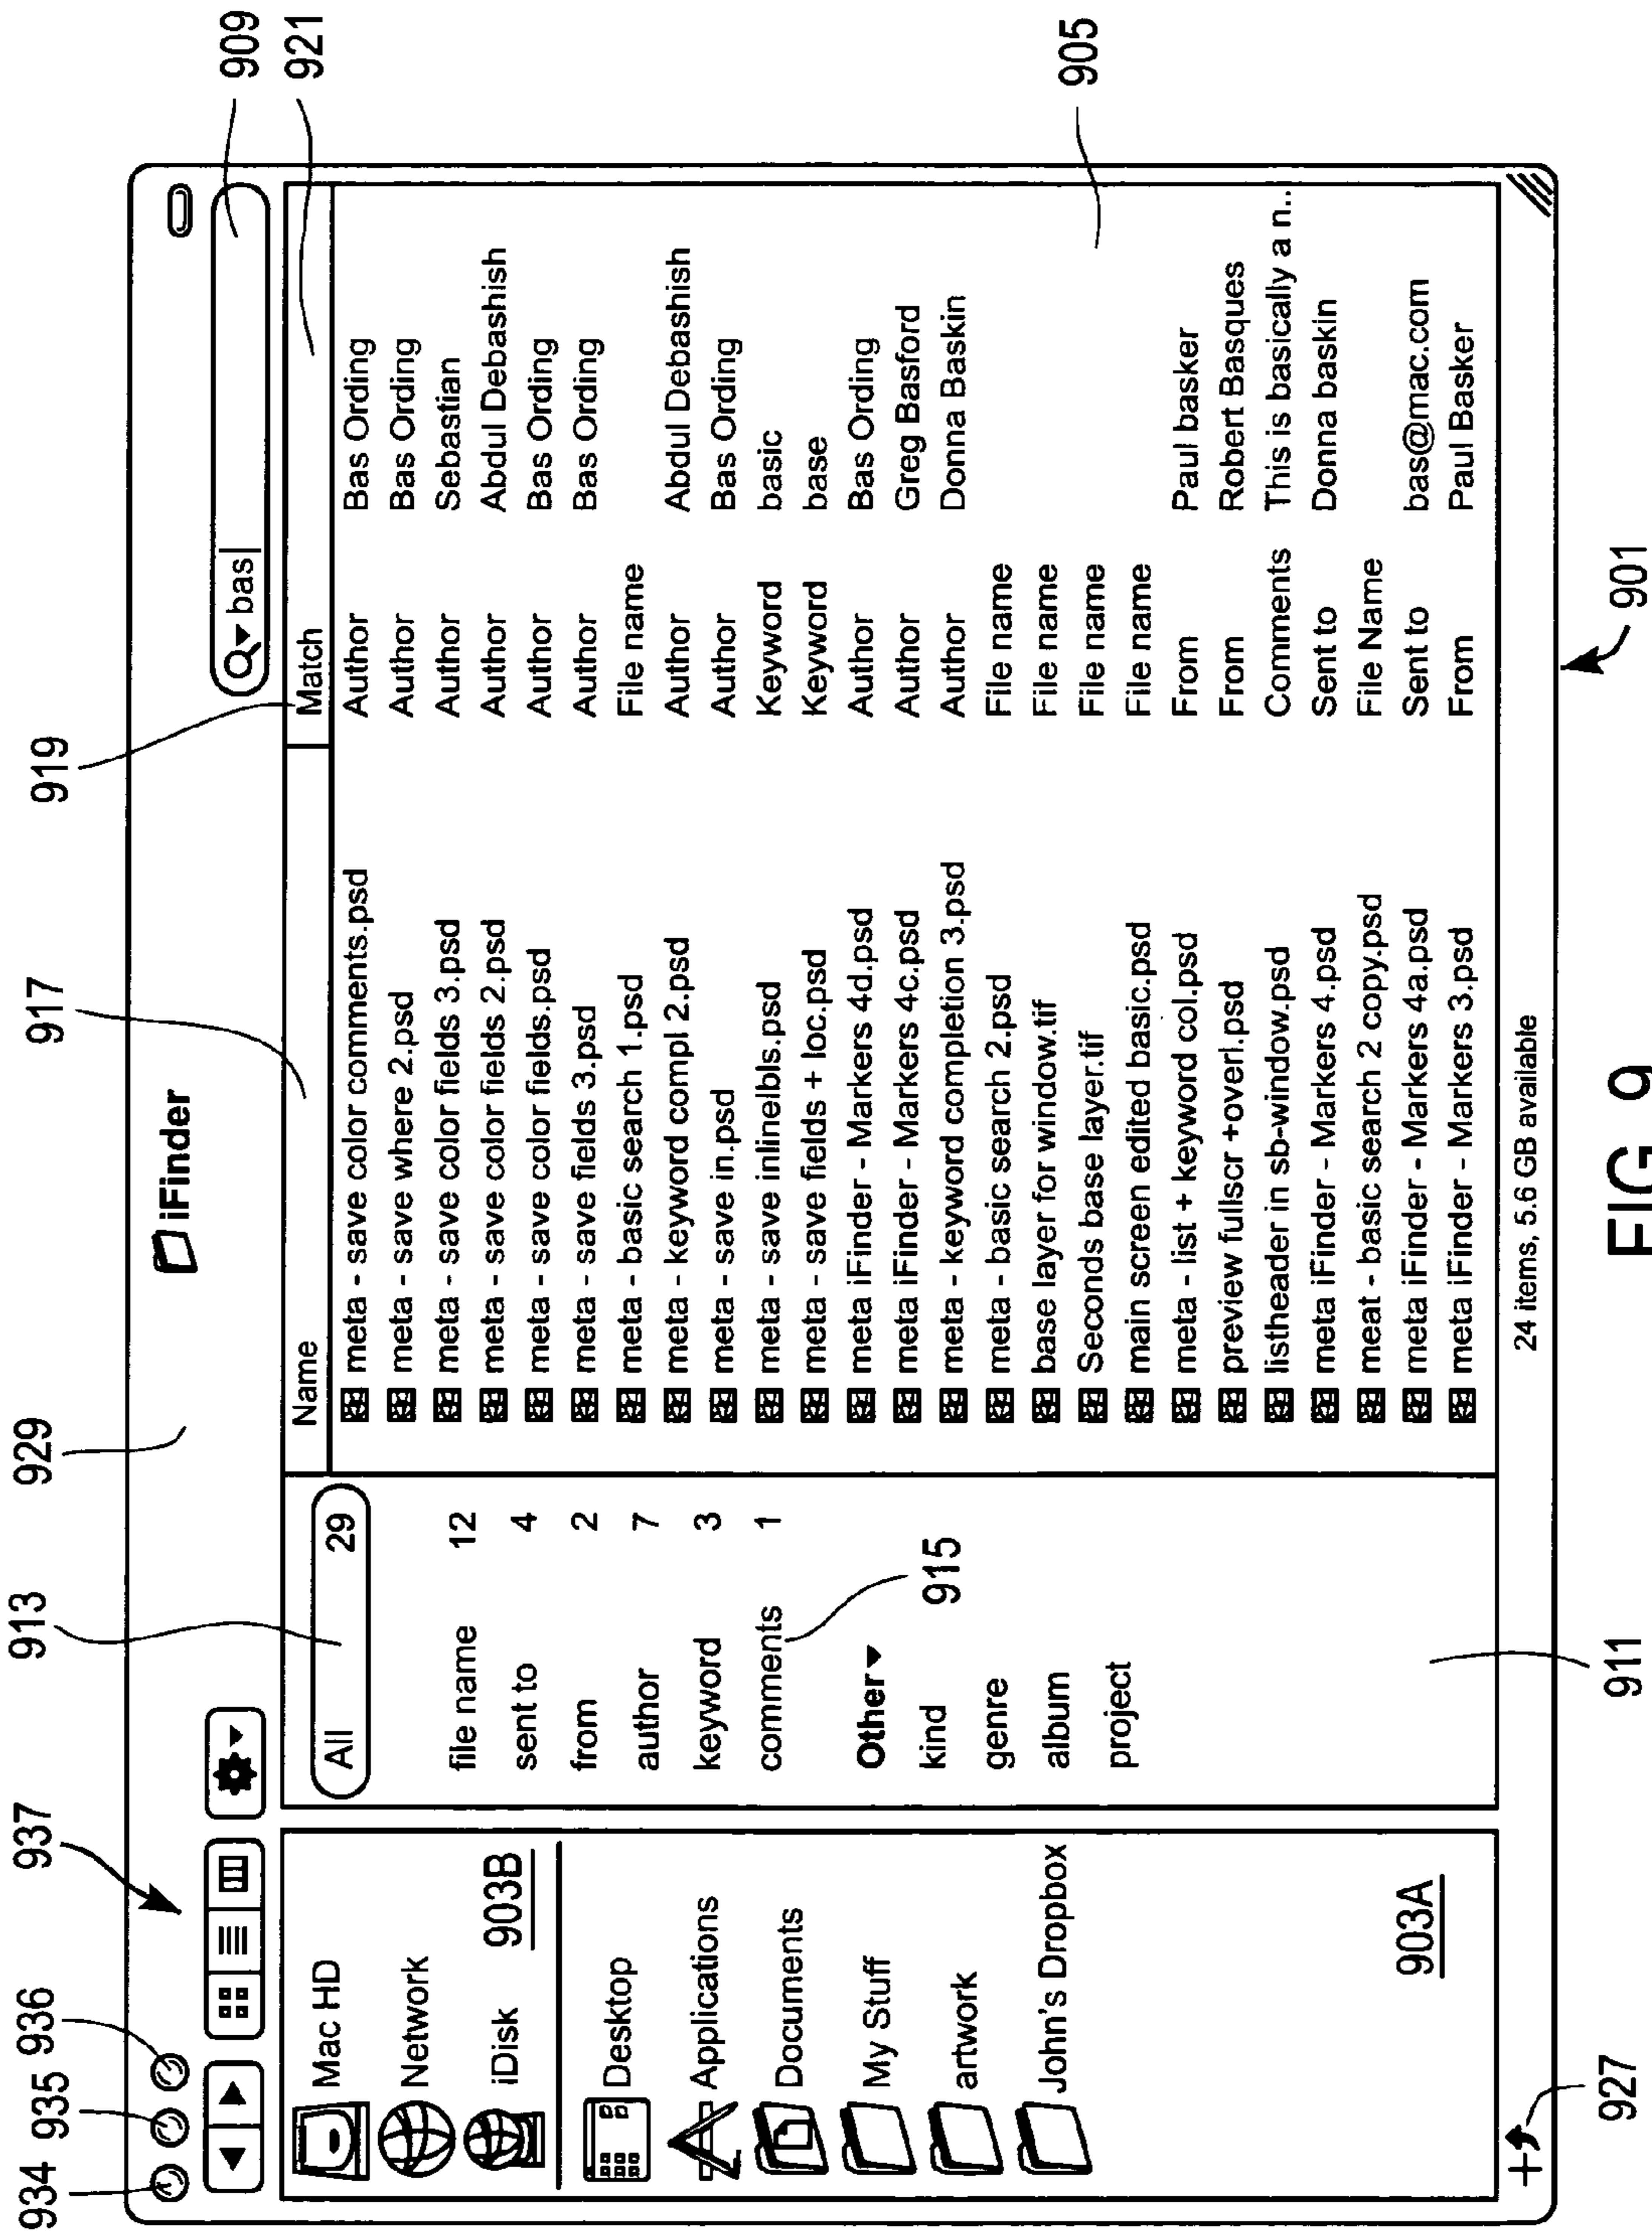 934 935 936 937 913 929 917 919 909
921
iFinder
bas
Mac HD
Network
iDisk
903B
Desktop
Applications
Documents
My Stuff
artwork
John's Dropbox
903A
All 29
file name 12
sent to 4
from 2
author 7
keyword 3
comments 1
915
Other
kind
genre
album
project
Name Match
meta - save color comments.psd Author Bas Ording
meta - save where 2.psd Author Bas Ording
meta - save color fields 3.psd Author Sebastian
meta - save color fields 2.psd Author Abdul Debashish
meta - save color fields.psd Author Bas Ording
meta - save fields 3.psd Author Bas Ording
meta - basic search 1.psd File name
meta - keyword compl 2.psd Author Abdul Debashish
meta - save in.psd Author Bas Ording
meta - save inlinelbls.psd Keyword basic
meta - save fields + loc.psd Keyword base
meta iFinder - Markers 4d.psd Author Bas Ording
meta iFinder - Markers 4c.psd Author Greg Basford
meta - keyword completion 3.psd Author Donna Baskin
meta - basic search 2.psd File name
base layer for window.tif File name
Seconds base layer.tif File name
main screen edited basic.psd File name
meta - list + keyword col.psd From Paul basker
preview fullscr +overl.psd From Robert Basques
listheader in sb-window.psd Comments This is basically a n..
meta iFinder - Markers 4.psd Sent to Donna baskin
meat - basic search 2 copy.psd File Name
meta iFinder - Markers 4a.psd Sent to bas@mac.com
meta iFinder - Markers 3.psd From Paul Basker
905
24 items, 5.6 GB available
927 911 901
FIG. 9